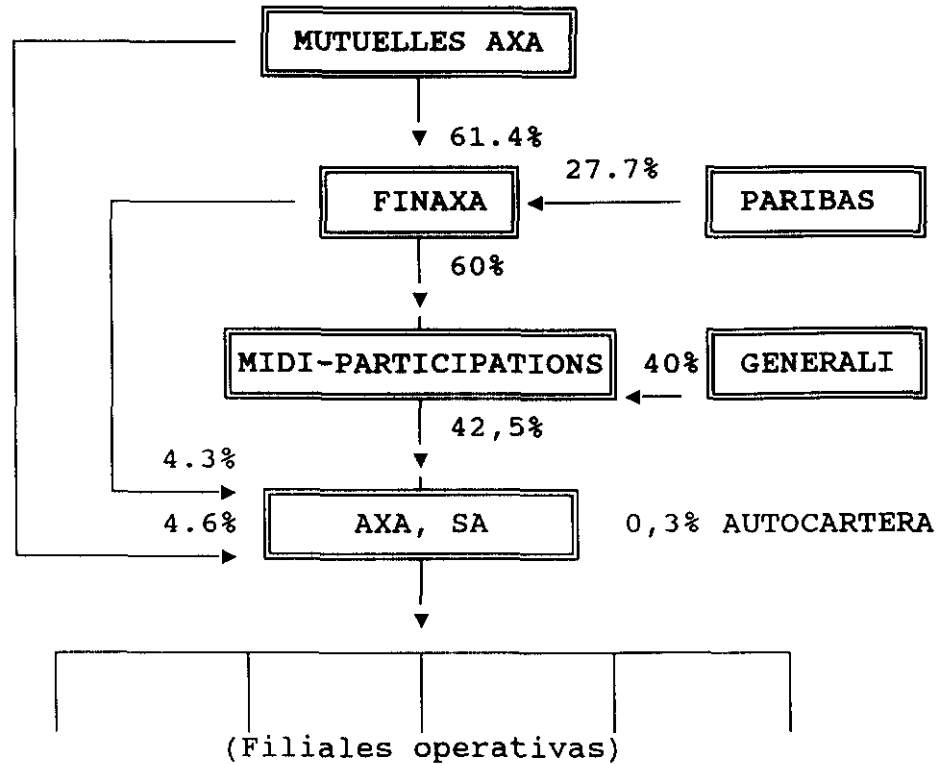 MUTUELLES AXA
61.4%
27.7%
FINAXA
PARIBAS
60%
MIDI-PARTICIPATIONS
40%
GENERALI
42,5%
4.3%
4.6%
AXA, SA
0,3% AUTOCARTERA
(Filiales operativas)